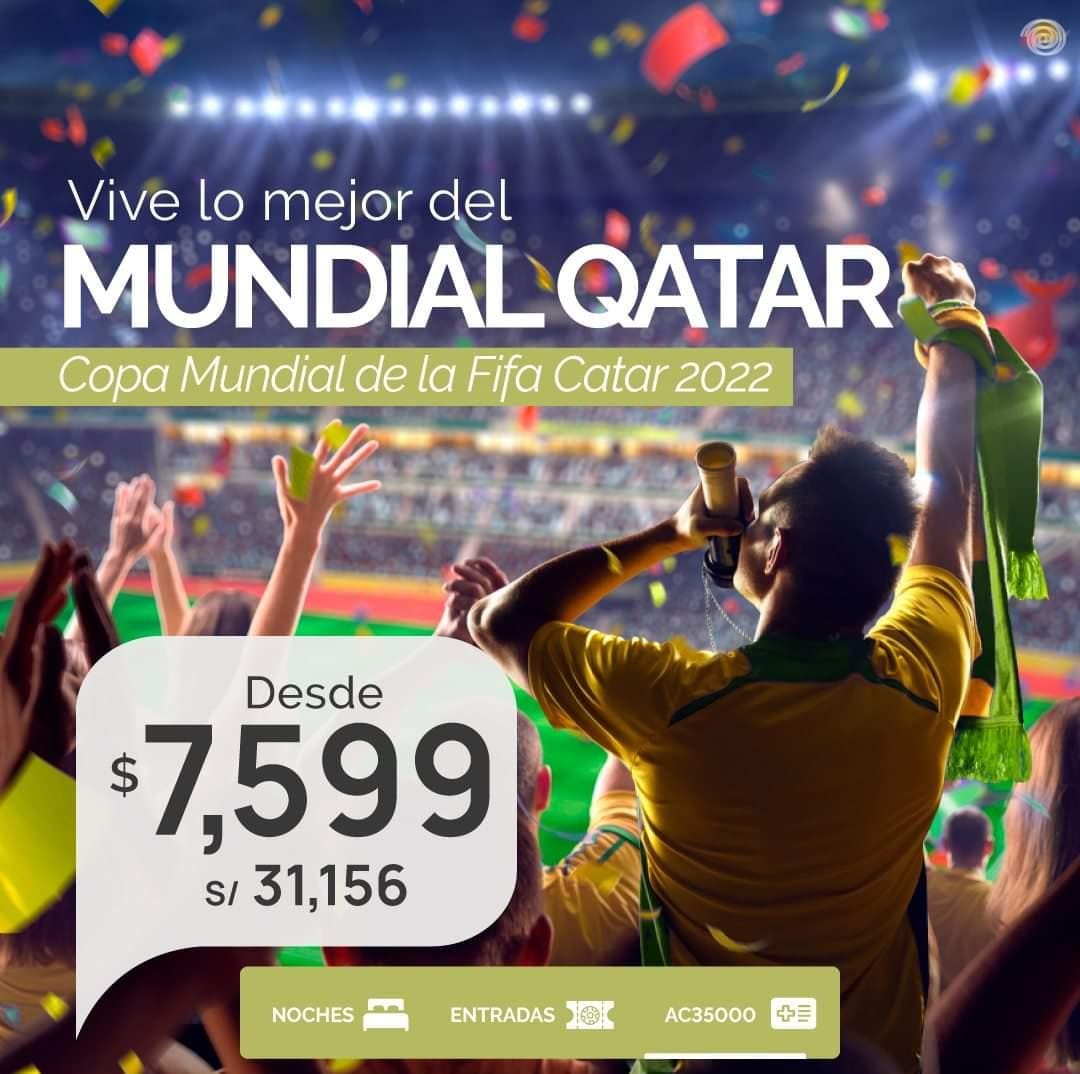 Vive lo mejor del
MUNDIAL QATAR
Copa Mundial de la Fifa Catar 2022
Desde
$7,599
S/ 31,156
NOCHES ENTRADAS AC35000